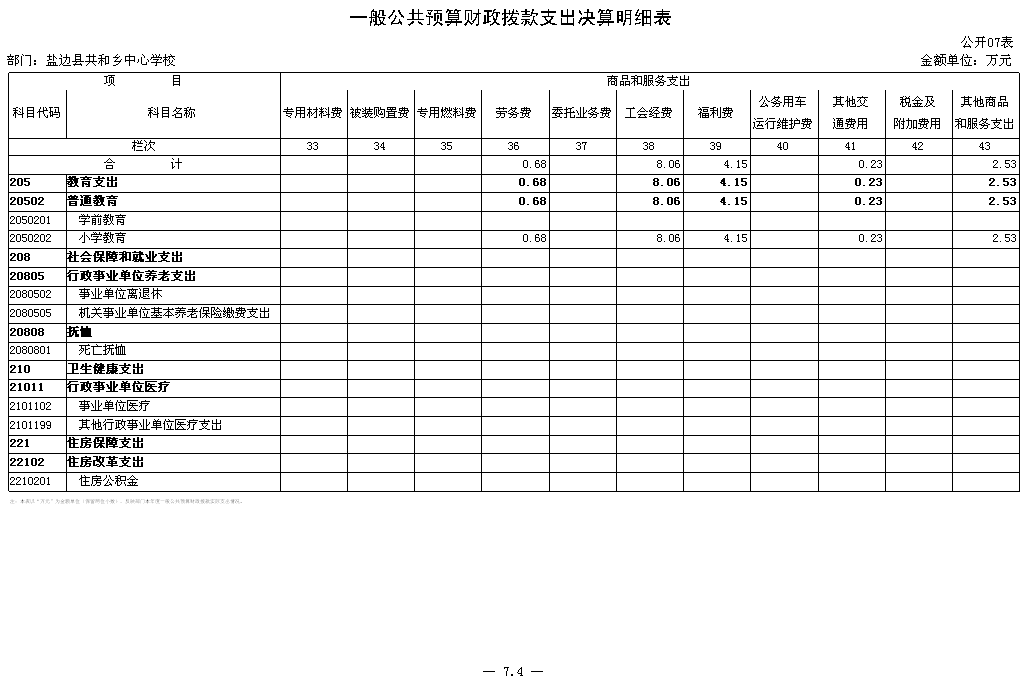 一般公共预算财政拨款支出决算明细表
公开07表
部门：盐边县共和乡中心学校 金额单位：万元
项 目 商品和服务支出
科目代码 科目名称 专用材料费 被装购置费 专用燃料费 劳务费 委托业务费 工会经费 福利费 公务用车运行维护费 其他交通费用 税金及附加费用 其他商品和服务支出
栏次 33 34 35 36 37 38 39 40 41 42 43
合 计 0.68 8.06 4.15 0.23 2.53
205 教育支出 0.68 8.06 4.15 0.23 2.53
20502 普通教育 0.68 8.06 4.15 0.23 2.53
2050201 学前教育
2050202 小学教育 0.68 8.06 4.15 0.23 2.53
208 社会保障和就业支出
20805 行政事业单位养老支出
2080502 事业单位离退休
2080505 机关事业单位基本养老保险缴费支出
20808 抚恤
2080801 死亡抚恤
210 卫生健康支出
21011 行政事业单位医疗
2101102 事业单位医疗
2101199 其他行政事业单位医疗支出
221 住房保障支出
22102 住房改革支出
2210201 住房公积金
— 7.4 —